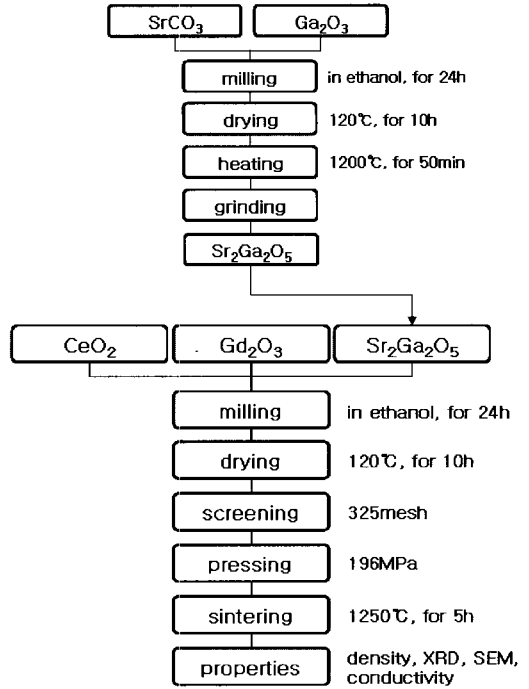 SrCO₃ Ga₂O₃
milling in ethanol, for 24h
drying 120℃, for 10h
heating 1200℃, for 50min
grinding
Sr₂Ga₂O₅
CeO₂ Gd₂O₃ Sr₂Ga₂O₅
milling in ethanol, for 24h
drying 120℃, for 10h
screening 325mesh
pressing 196MPa
sintering 1250℃, for 5h
properties density, XRD, SEM,
conductivity